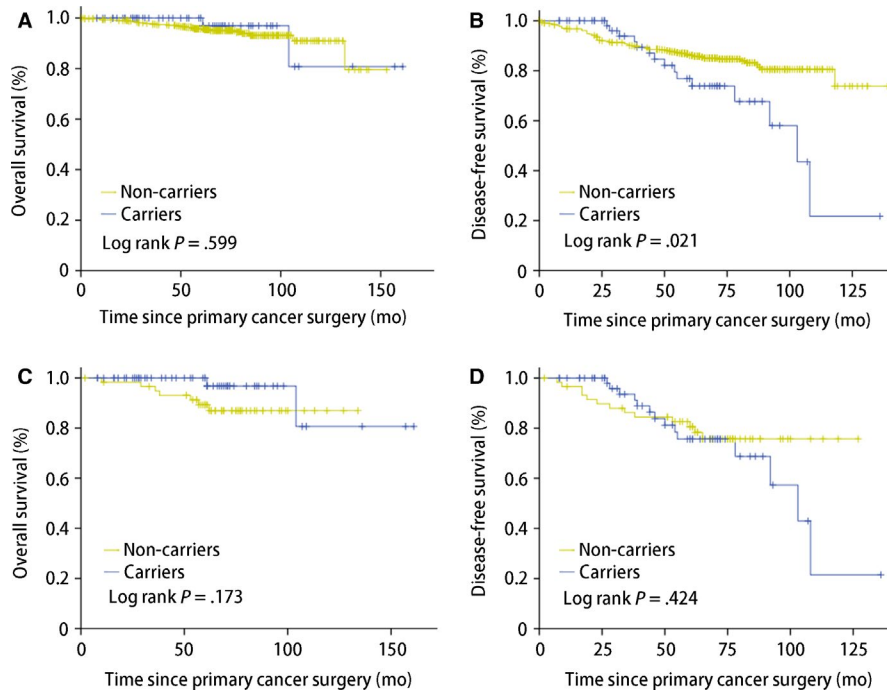 A
Overall survival (%)
1.0
0.8
0.6
0.4
0.2
0
Non-carriers
Carriers
Log rank P = .599
0 50 100 150
Time since primary cancer surgery (mo)
B
Disease-free survival (%)
1.0
0.8
0.6
0.4
0.2
0
Non-carriers
Carriers
Log rank P = .021
0 25 50 75 100 125
Time since primary cancer surgery (mo)
C
Overall survival (%)
1.0
0.8
0.6
0.4
0.2
0
Non-carriers
Carriers
Log rank P = .173
0 50 100 150
Time since primary cancer surgery (mo)
D
Disease-free survival (%)
1.0
0.8
0.6
0.4
0.2
0
Non-carriers
Carriers
Log rank P = .424
0 25 50 75 100 125
Time since primary cancer surgery (mo)